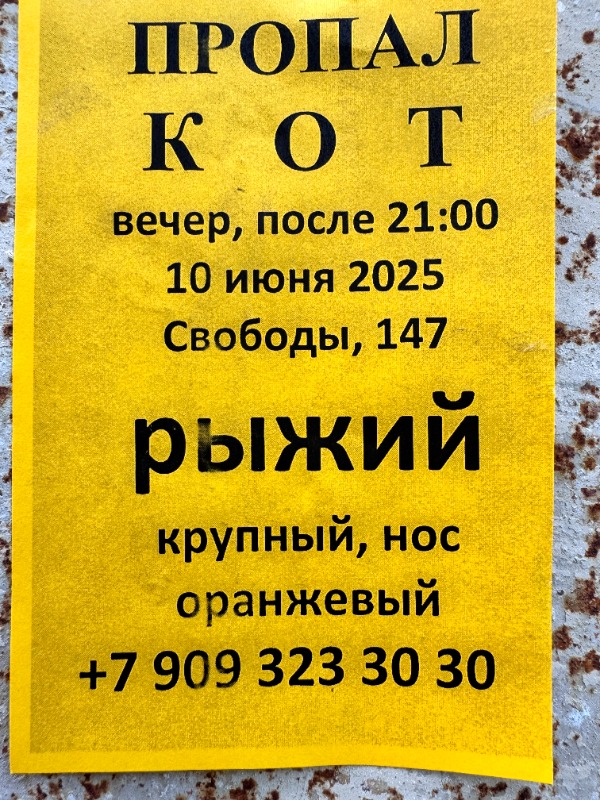 ПРОПАЛ
КОТ
вечер, после 21:00
10 июня 2025
Свободы, 147
рыжий
крупный, нос
оранжевый
+7 909 323 30 30